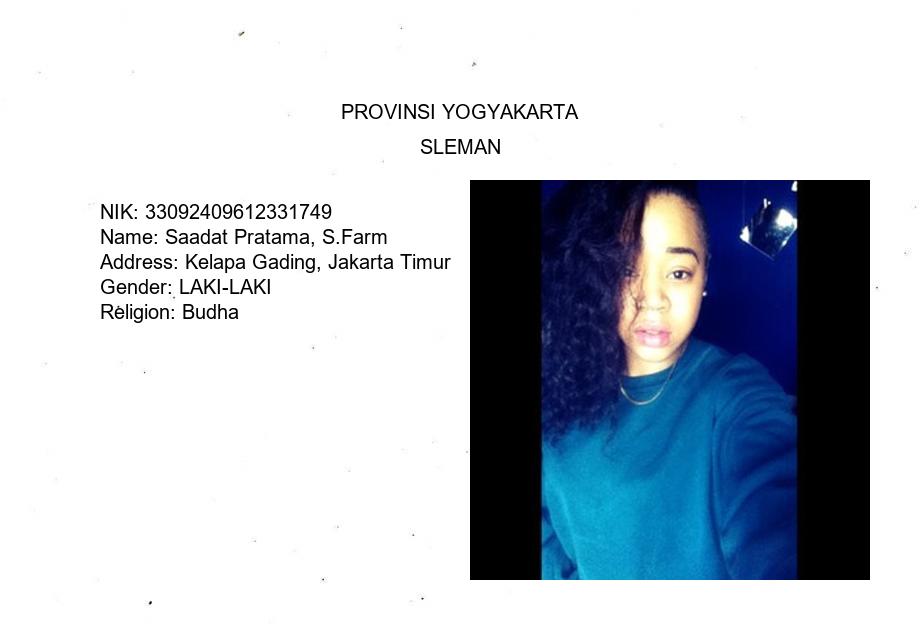 PROVINSI YOGYAKARTA
SLEMAN
NIK: 33092409612331749
Name: Saadat Pratama, S.Farm
Address: Kelapa Gading, Jakarta Timur
Gender: LAKI-LAKI
Religion: Budha